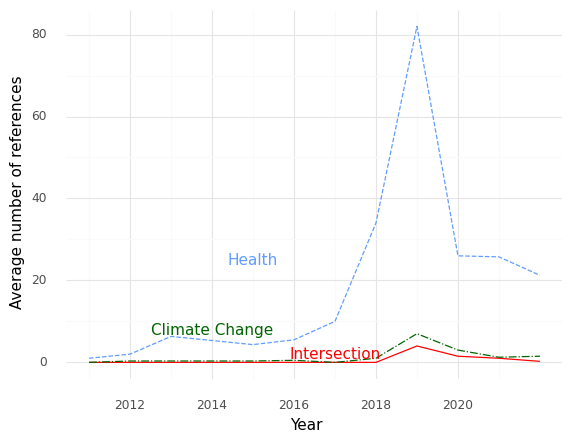 80
60
40
20
0
Average number of references
Health
Climate Change
Intersection
2012 2014 2016 2018 2020
Year